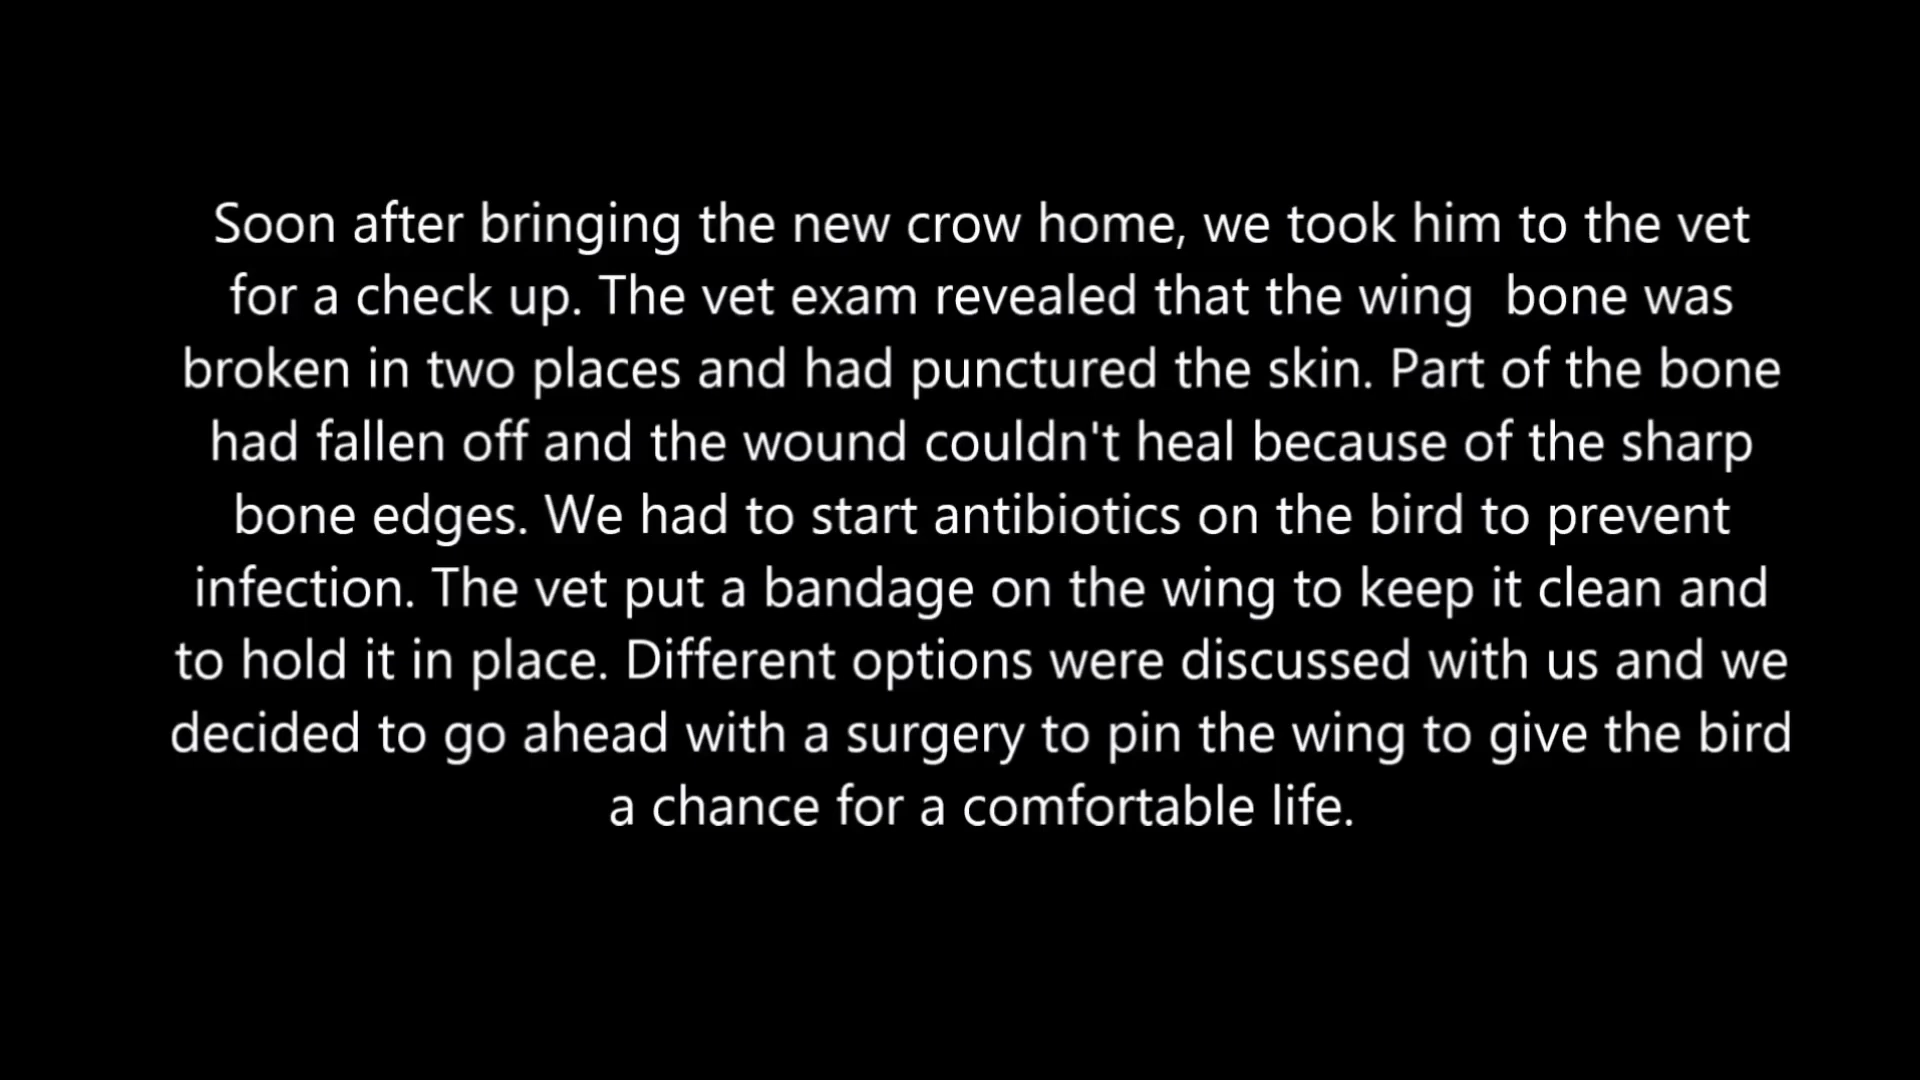 Soon after bringing the new crow home, we took him to the vet
for a check up. The vet exam revealed that the wing  bone was
broken in two places and had punctured the skin. Part of the bone
had fallen off and the wound couldn't heal because of the sharp
bone edges. We had to start antibiotics on the bird to prevent
infection. The vet put a bandage on the wing to keep it clean and
to hold it in place. Different options were discussed with us and we
decided to go ahead with a surgery to pin the wing to give the bird
a chance for a comfortable life.